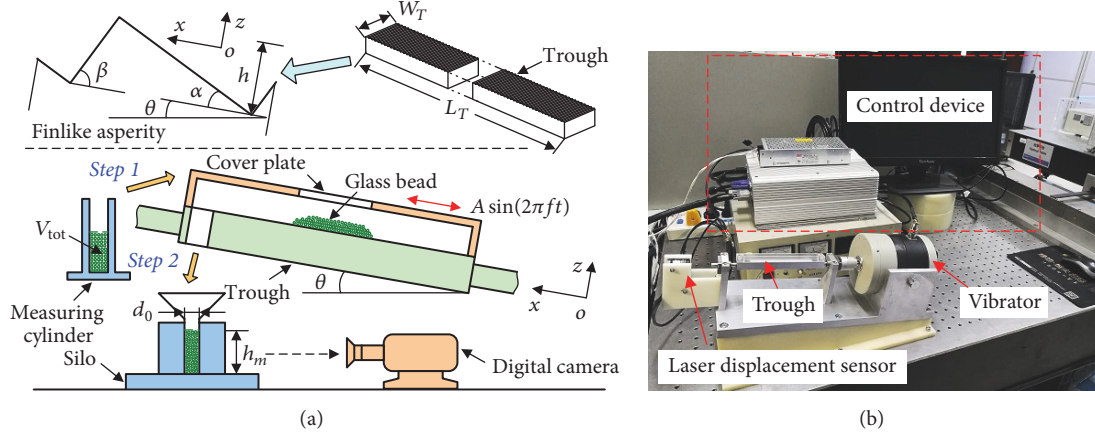 W_T
z
x
o
h
Trough
β
α
θ
L_T
Finlike asperity
Cover plate
Step 1
Glass bead
A sin(2πft)
V_tot
Step 2
Trough
θ
z
x
o
Measuring
cylinder
d_0
Silo
h_m
Digital camera
(a)
Control device
Trough
Vibrator
Laser displacement sensor
(b)